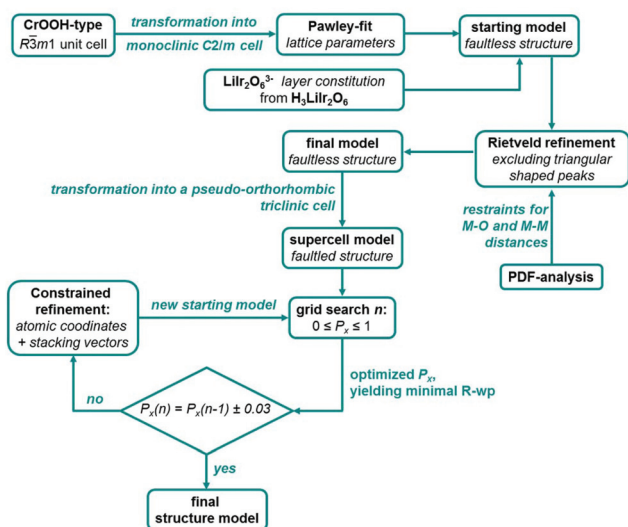 CrOOH-type
R3̅m1 unit cell
transformation into
monoclinic C2/m cell
Pawley-fit
lattice parameters
starting model
faultless structure
LiIr₂O₆³⁻ layer constitution
from H₃LiIr₂O₆
final model
faultless structure
Rietveld refinement
excluding triangular
shaped peaks
transformation into a pseudo-orthorhombic
triclinic cell
restraints for
M-O and M-M
distances
supercell model
faulted structure
PDF-analysis
Constrained
refinement:
atomic coodinates
+ stacking vectors
new starting model
grid search n:
0 ≤ Pₓ ≤ 1
optimized Pₓ,
yielding minimal R-wp
no
Pₓ(n) = Pₓ(n-1) ± 0.03
yes
final
structure model